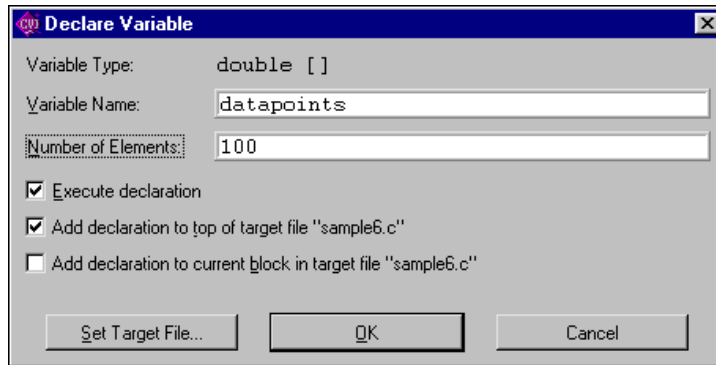 CVI Declare Variable
Variable Type: double []
Variable Name: datapoints
Number of Elements: 100
Execute declaration
Add declaration to top of target file "sample6.c"
Add declaration to current block in target file "sample6.c"
Set Target File... OK Cancel